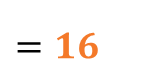 = 16